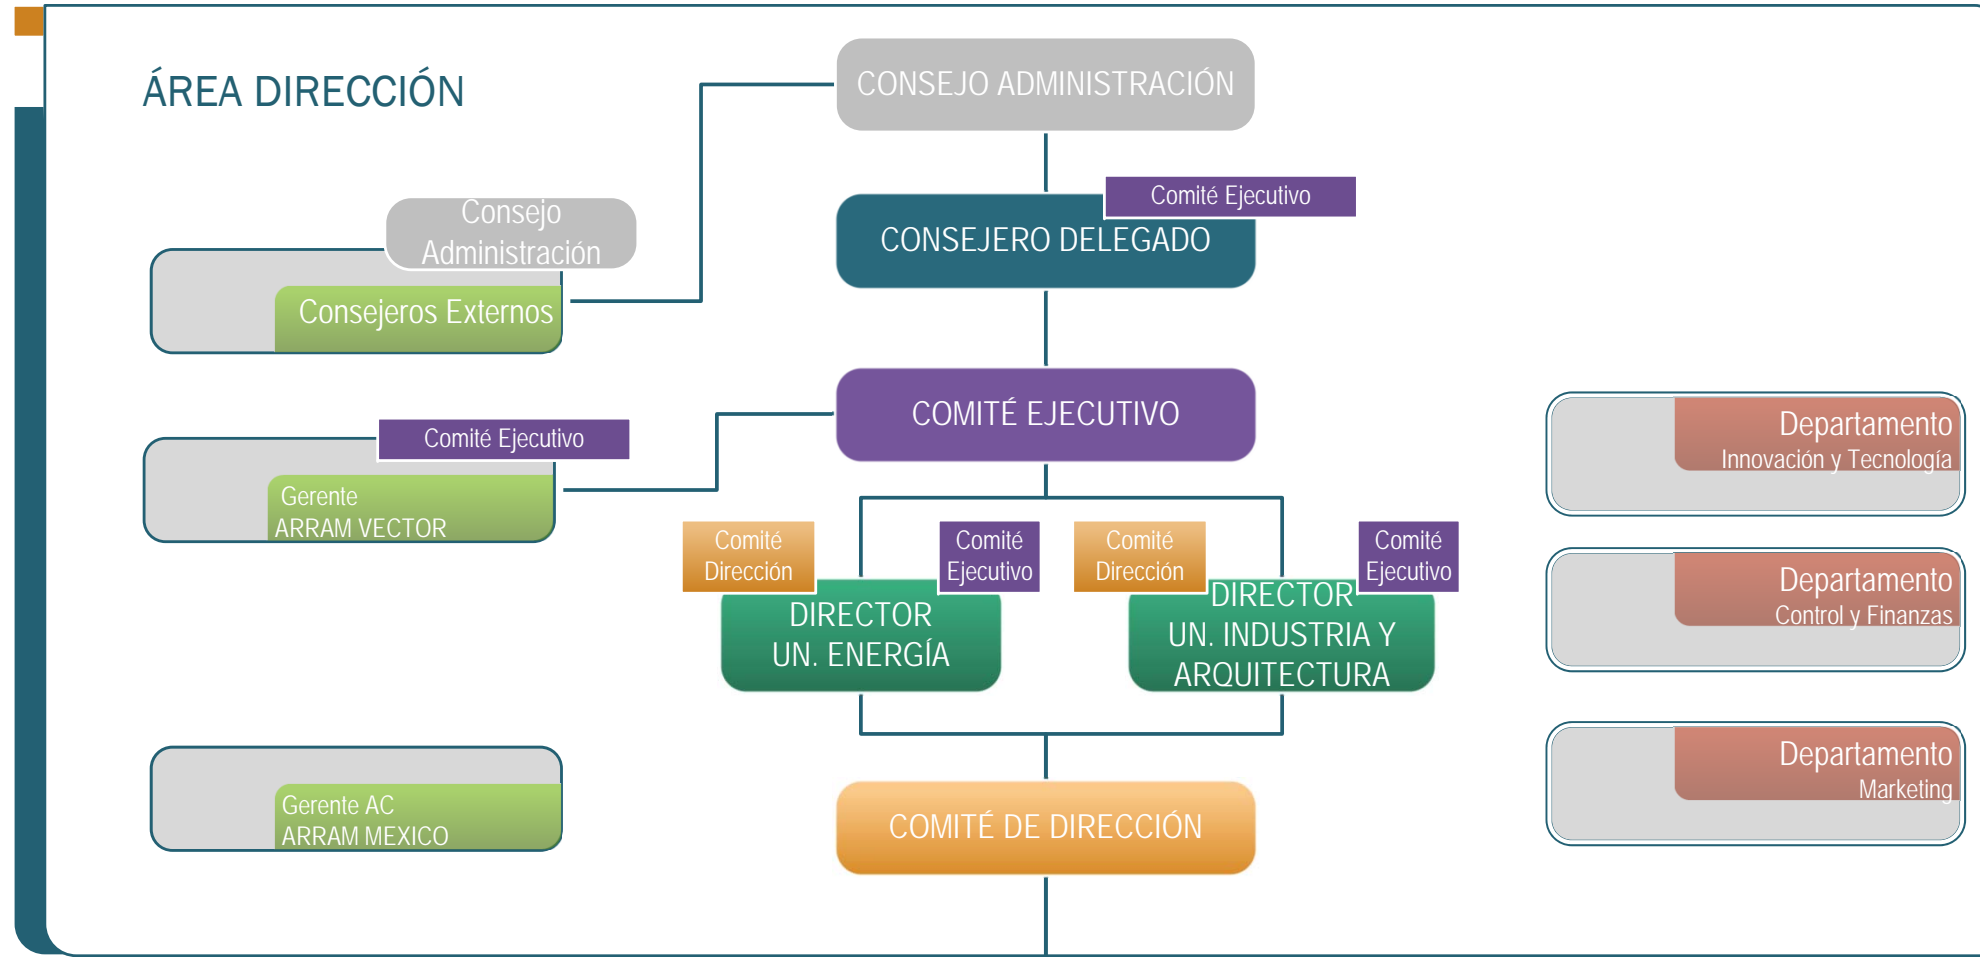 ÁREA DIRECCIÓN
CONSEJO ADMINISTRACIÓN
Comité Ejecutivo
CONSEJERO DELEGADO
Consejo
Administración
Consejeros Externos
COMITÉ EJECUTIVO
Comité Ejecutivo
Gerente
ARRAM VECTOR
Departamento
Innovación y Tecnología
Comité
Dirección
Comité
Ejecutivo
DIRECTOR
UN. ENERGÍA
Comité
Dirección
Comité
Ejecutivo
DIRECTOR
UN. INDUSTRIA Y
ARQUITECTURA
Departamento
Control y Finanzas
Gerente AC
ARRAM MEXICO
COMITÉ DE DIRECCIÓN
Departamento
Marketing